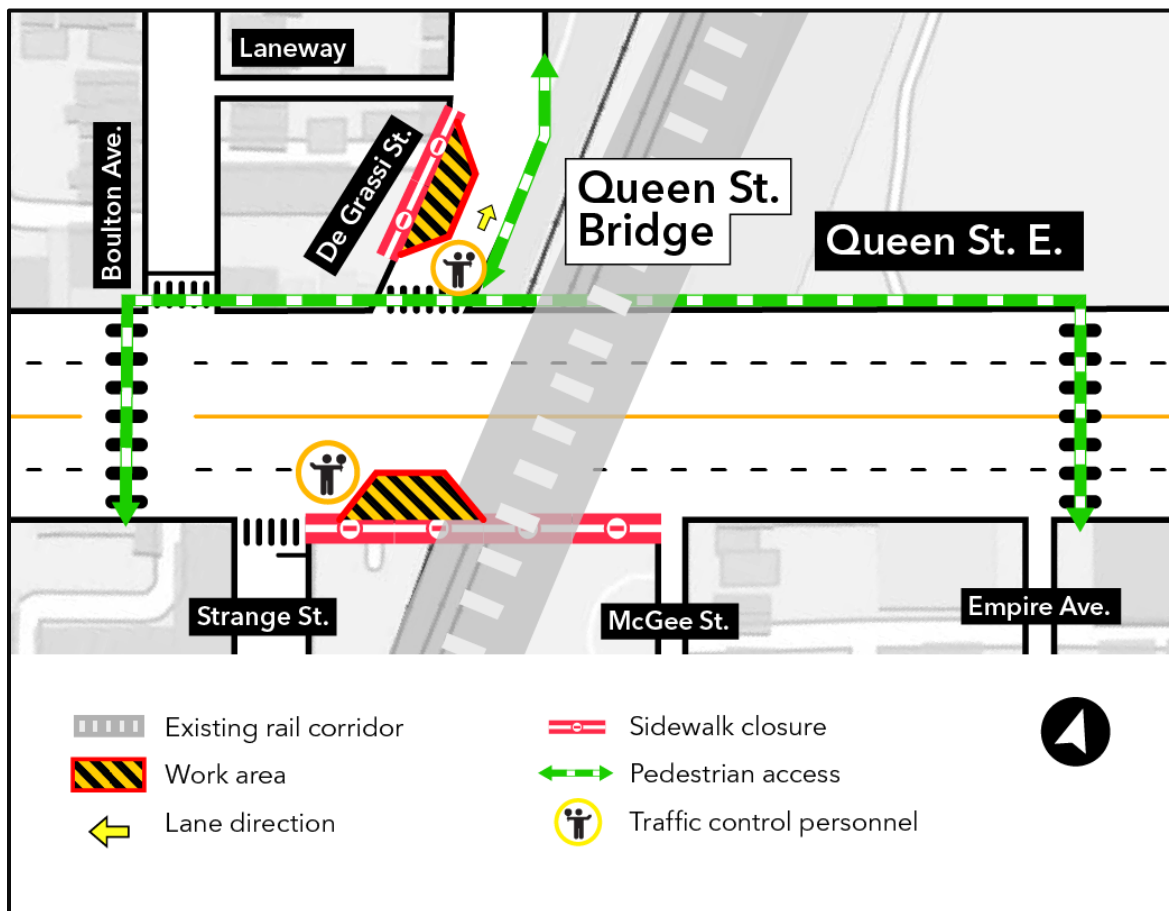 Laneway
Boulton Ave.
De Grassi St.
Queen St.
Bridge
Queen St. E.
Strange St.
McGee St.
Empire Ave.
Existing rail corridor
Work area
Lane direction
Sidewalk closure
Pedestrian access
Traffic control personnel